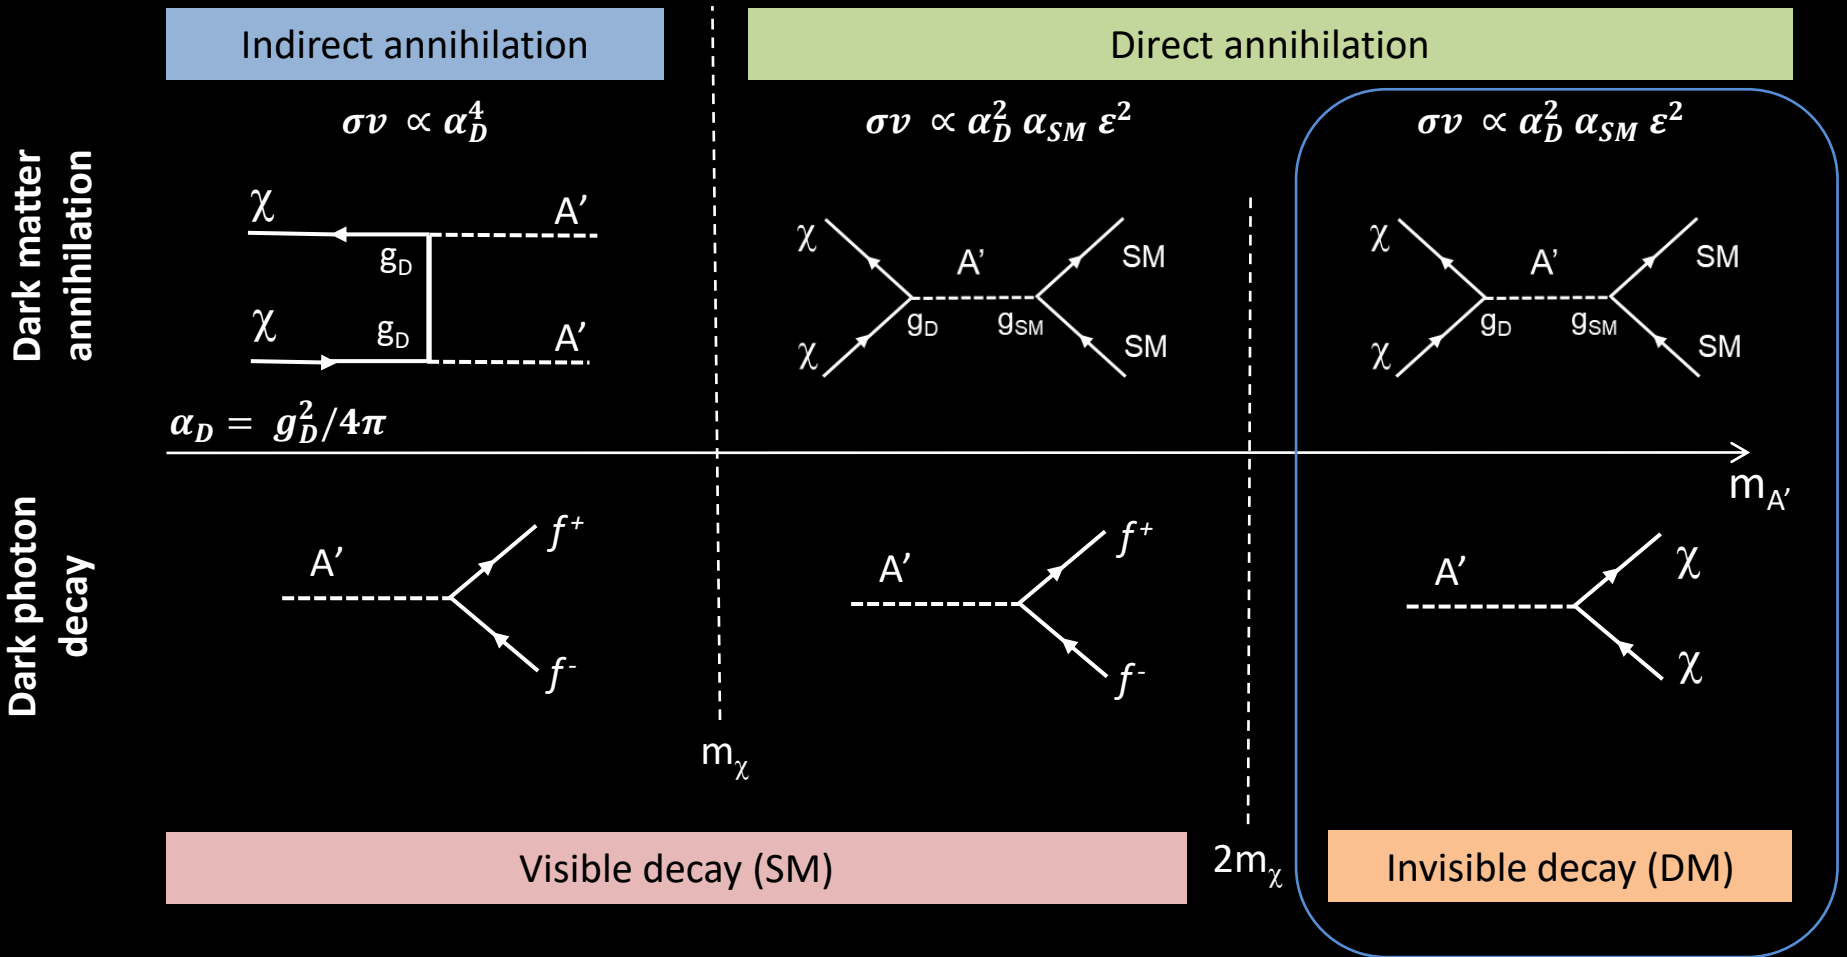 Indirect annihilation
Direct annihilation
Dark matter
annihilation
σv ∝ α_D^4
σv ∝ α_D^2 α_SM ε^2
σv ∝ α_D^2 α_SM ε^2
χ
A’
g_D
g_D
χ
A’
χ
A’
SM
g_D
g_SM
χ
SM
χ
A’
SM
g_D
g_SM
χ
SM
α_D = g_D^2/4π
m_A’
Dark photon
decay
A’
f^+
f^-
A’
f^+
f^-
A’
χ
χ
m_χ
2m_χ
Visible decay (SM)
Invisible decay (DM)